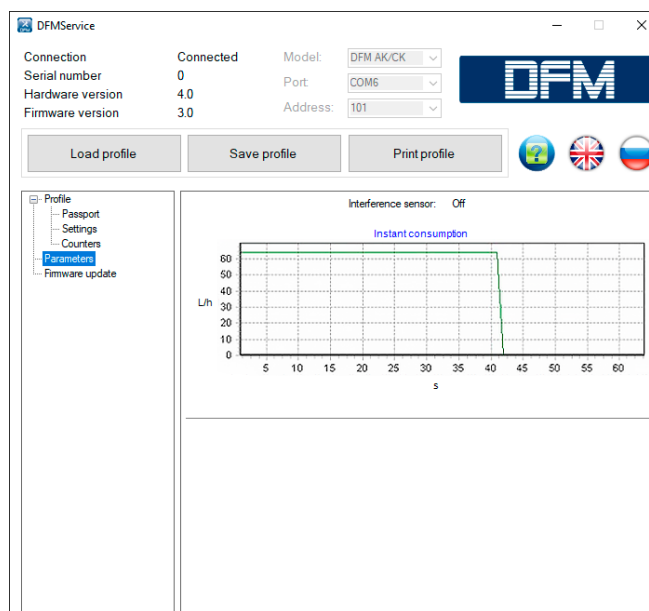 DFMService
Connection Connected Model: DFM AK/CK
Serial number 0 Port: COM6
Hardware version 4.0 Address: 101
Firmware version 3.0
DFM
Load profile Save profile Print profile
Profile
Passport
Settings
Counters
Parameters
Firmware update
Interference sensor: Off
Instant consumption
60
50
40
30
20
10
0
L/h
5 10 15 20 25 30 35 40 45 50 55 60
s